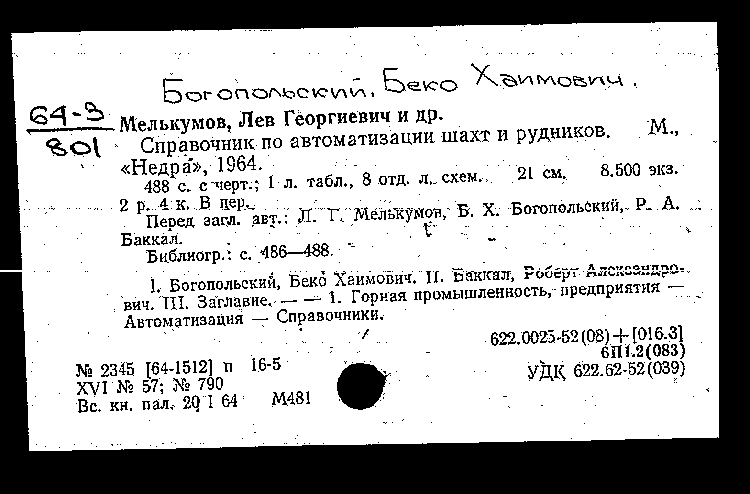 Богопольский, Беко Хаимович.
64-3
801
Мелькумов, Лев Георгиевич и др.
Справочник по автоматизации шахт и рудников. М.,
«Недра», 1964.
488 с. с черт.; 1 л. табл., 8 отд. л. схем. 21 см. 8.500 экз.
2 р. 4 к. В пер.
Перед загл. авт.: Л. Г. Мелькумов, Б. Х. Богопольский, Р. А.
Баккал.
Библиогр.: с. 486—488.
I. Богопольский, Беко Хаимович. II. Баккал, Роберт Александро-
вич. III. Заглавие. — — 1. Горная промышленность, предприятия —
Автоматизация — Справочники.
622.0025-52(08)+[016.3]
6П1.2(083)
№ 2345 [64-1512] п 16-5
УДК 622.62-52(039)
XVI № 57; № 790
Вс. кн. пал. 20 I 64 М481